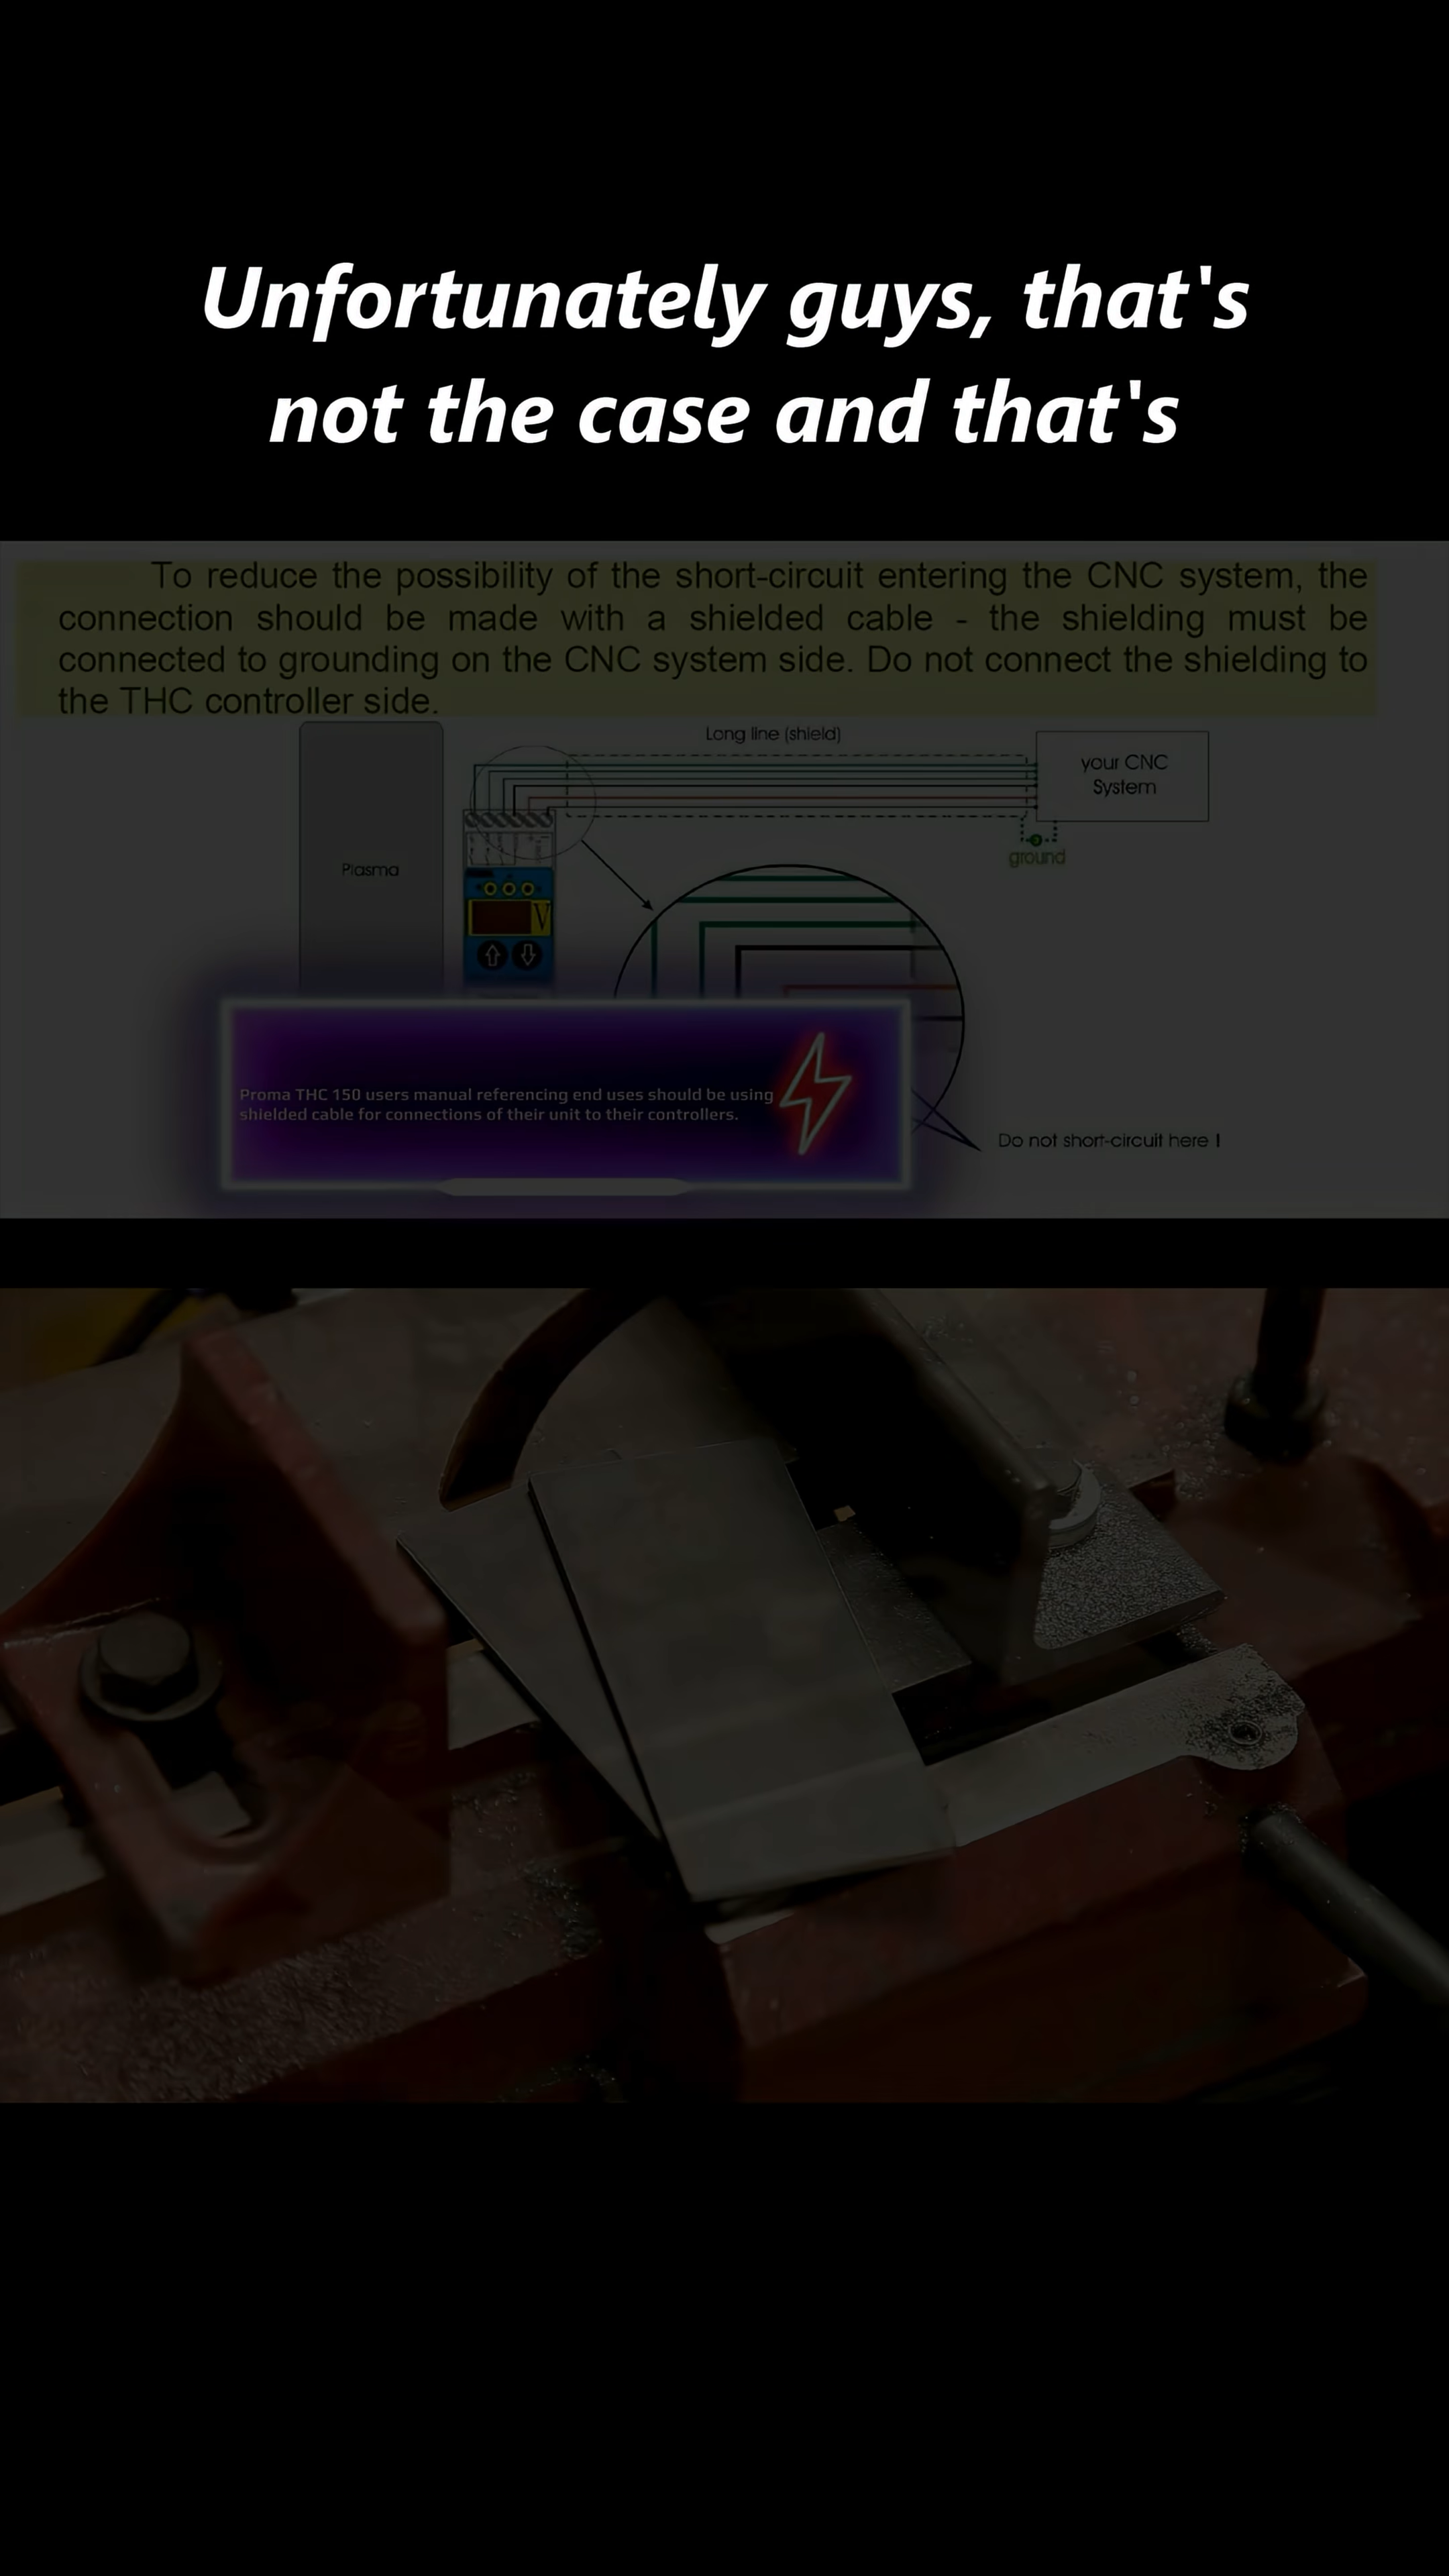 Unfortunately guys, that's
not the case and that's
To reduce the possibility of the short-circuit entering the CNC system, the
connection should be made with a shielded cable - the shielding must be
connected to grounding on the CNC system side. Do not connect the shielding to
the THC controller side.
Long line (shield)
your CNC
System
ground
Plasma
V
Proma THC 150 users manual referencing end uses should be using
shielded cable for connections of their unit to their controllers.
Do not short-circuit here !